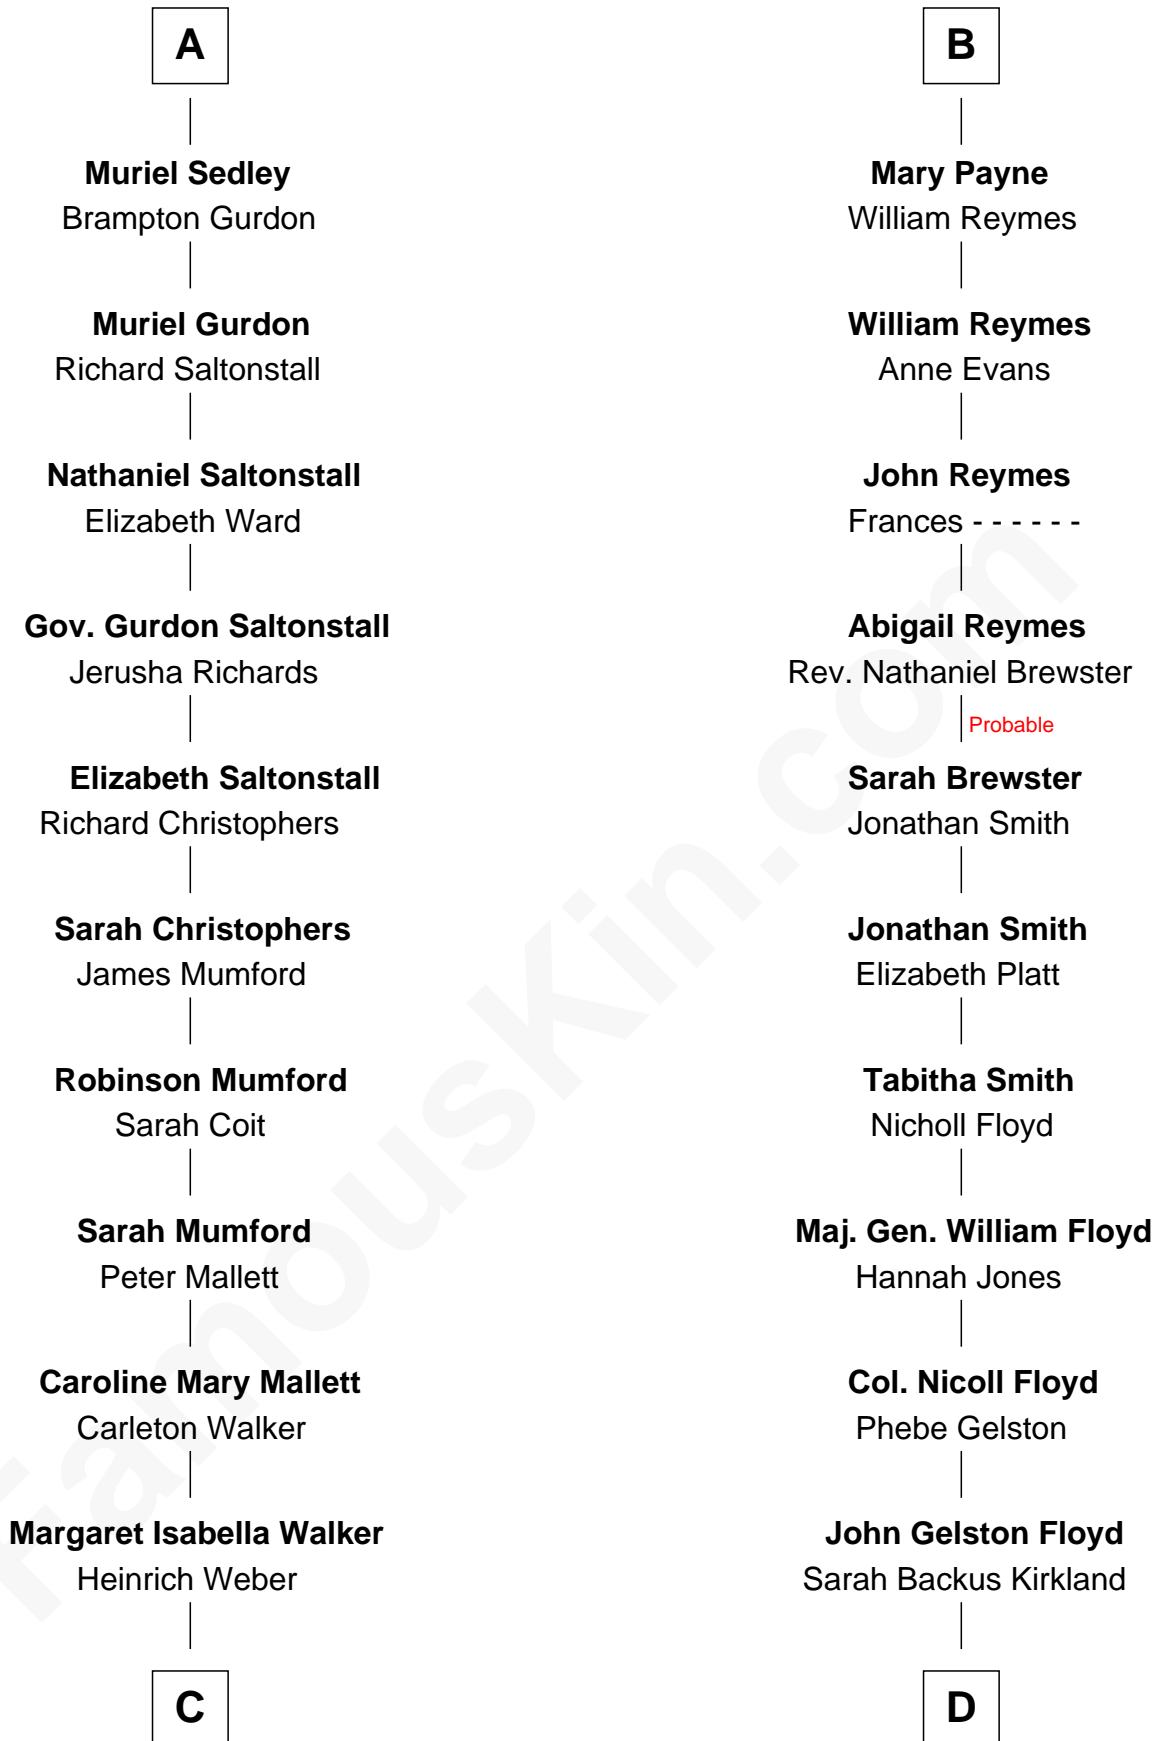 A
Muriel Sedley
Brampton Gurdon
Muriel Gurdon
Richard Saltonstall
Nathaniel Saltonstall
Elizabeth Ward
Gov. Gurdon Saltonstall
Jerusha Richards
Elizabeth Saltonstall
Richard Christophers
Sarah Christophers
James Mumford
Robinson Mumford
Sarah Coit
Sarah Mumford
Peter Mallett
Caroline Mary Mallett
Carleton Walker
Margaret Isabella Walker
Heinrich Weber
C
B
Mary Payne
William Reymes
William Reymes
Anne Evans
John Reymes
Frances - - - - - -
Abigail Reymes
Rev. Nathaniel Brewster
Probable
Sarah Brewster
Jonathan Smith
Jonathan Smith
Elizabeth Platt
Tabitha Smith
Nicholl Floyd
Maj. Gen. William Floyd
Hannah Jones
Col. Nicoll Floyd
Phebe Gelston
John Gelston Floyd
Sarah Backus Kirkland
D
FamousKin.com